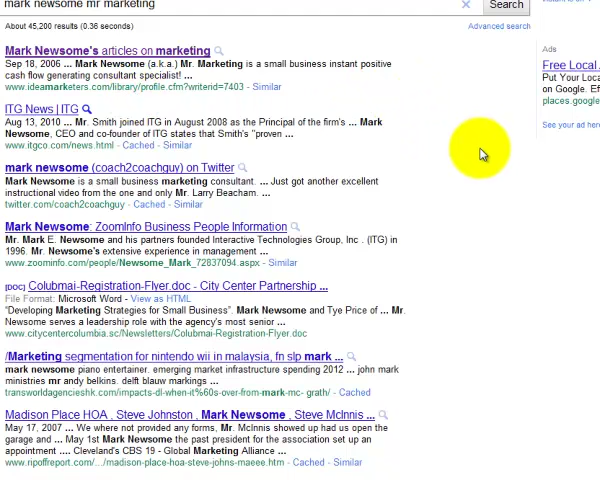 mark newsome mr marketing
Search
About 45,200 results (0.36 seconds)
Advanced search
Mark Newsome's articles on marketing
Sep 18, 2006 ... Mark Newsome (a.k.a.) Mr. Marketing is a small business instant positive
cash flow generating consultant specialist! ...
www.ideamarketers.com/library/profile.cfm?writerid=7403 - Similar
ITG News | ITG
Aug 13, 2010 ... Mr. Smith joined ITG in August 2008 as the Principal of the firm's ... Mark
Newsome, CEO and co-founder of ITG states that Smith's "proven ...
www.itgco.com/news.html - Cached - Similar
mark newsome (coach2coachguy) on Twitter
Mark Newsome is a small business marketing consultant. ... Just got another excellent
instructional video from the one and only Mr. Larry Beacham. ...
twitter.com/coach2coachguy - Cached - Similar
Mark Newsome: ZoomInfo Business People Information
Mr. Mark E. Newsome and his partners founded Interactive Technologies Group, Inc . (ITG) in
1996. Mr. Newsome's extensive experience in management ...
www.zoominfo.com/people/Newsome_Mark_72837094.aspx - Similar
[DOC] Colubmai-Registration-Flyer.doc - City Center Partnership ...
File Format: Microsoft Word - View as HTML
"Developing Marketing Strategies for Small Business". Mark Newsome and Tye Price of ... Mr.
Newsome serves a leadership role with the agency's most senior ...
www.citycentercolumbia.sc/Newsletters/Colubmai-Registration-Flyer.doc
/Marketing segmentation for nintendo wii in malaysia, fn slp mark ...
mark newsome piano entertainer. emerging market infrastructure spending 2012 ... john mark
ministries mr andy belkins. delft blauw markings ...
transworldagencieshk.com/impacts-dl-when-it%60s-over-from-mark-mc- grath/ - Cached
Madison Place HOA , Steve Johnston , Mark Newsome , Steve McInnis ...
May 17, 2007 ... We where not provided any forms, Mr. McInnis showed up had us open the
garage and ... May 1st Mark Newsome the past president for the association set up an
appointment .... Cleveland's CBS 19 - Global Marketing Alliance ...
www.ripoffreport.com/.../madison-place-hoa-steve-johns-maeee.htm - Cached - Similar
Ads
Free Local
Put Your Loca
on Google. Ef
places.google.
See your ad here